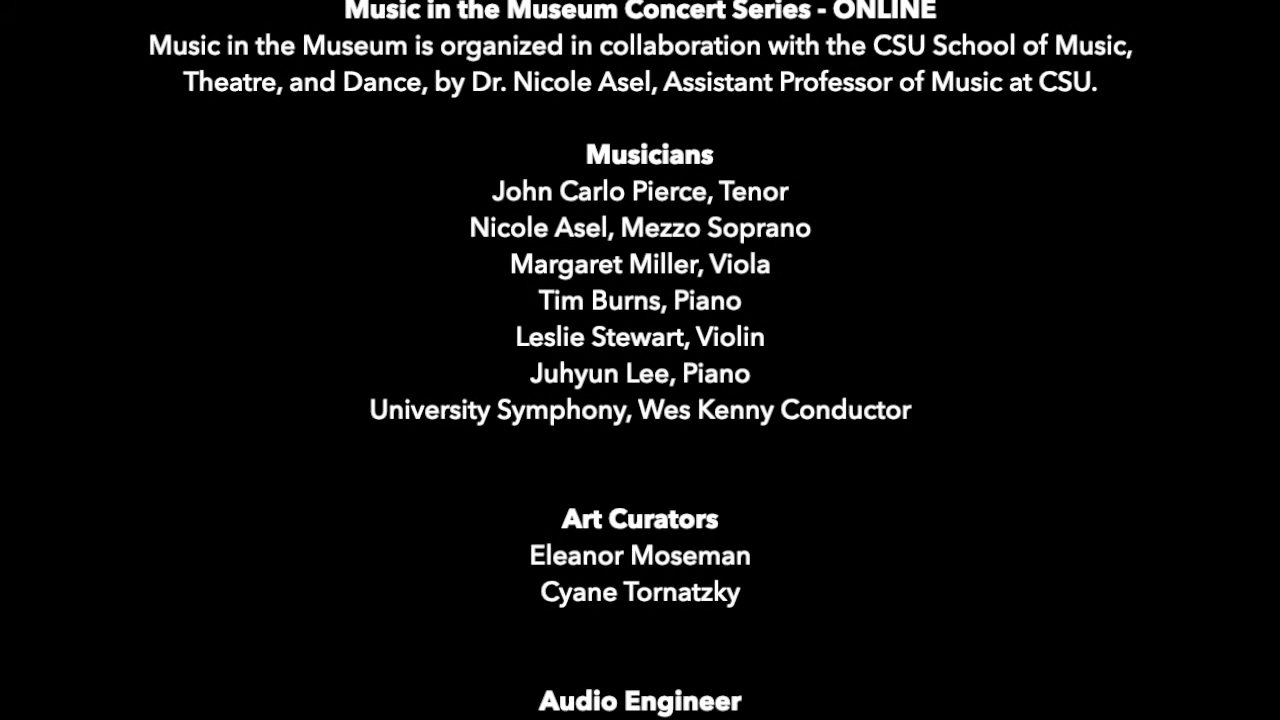 Music in the Museum Concert Series - ONLINE
Music in the Museum is organized in collaboration with the CSU School of Music,
Theatre, and Dance, by Dr. Nicole Asel, Assistant Professor of Music at CSU.
Musicians
John Carlo Pierce, Tenor
Nicole Asel, Mezzo Soprano
Margaret Miller, Viola
Tim Burns, Piano
Leslie Stewart, Violin
Juhyun Lee, Piano
University Symphony, Wes Kenny Conductor
Art Curators
Eleanor Moseman
Cyane Tornatzky
Audio Engineer